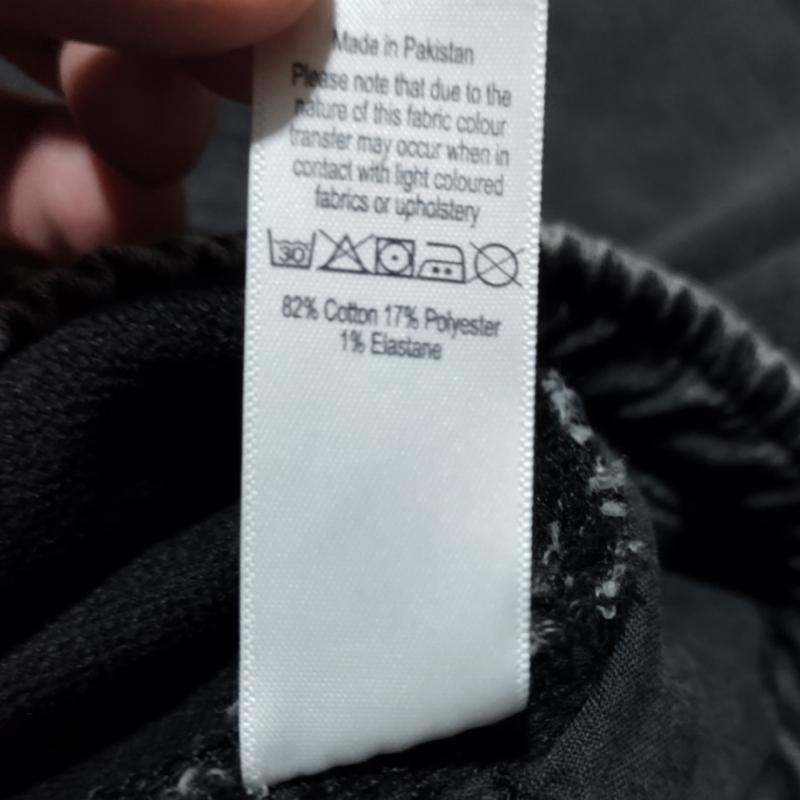 Made in Pakistan
Please note that due to the
nature of this fabric colour
transfer may occur when in
contact with light coloured
fabrics or upholstery
30
82% Cotton 17% Polyester
1% Elastane